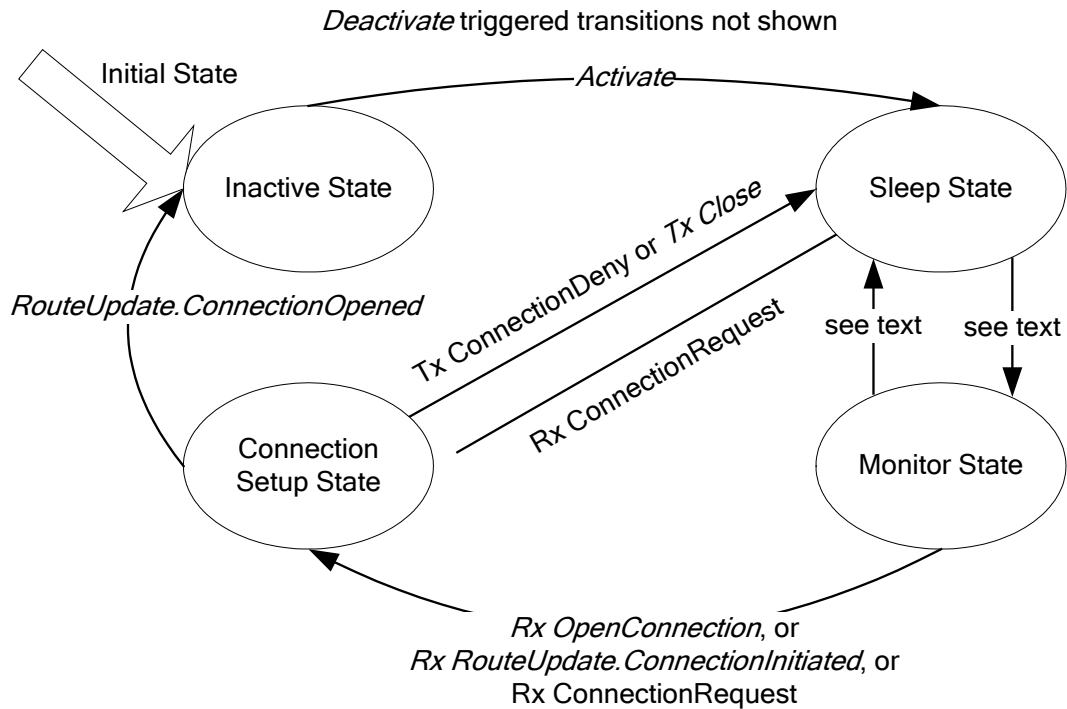 Deactivate triggered transitions not shown
Initial State
Activate
Inactive State
Sleep State
Tx ConnectionDeny or Tx Close
RouteUpdate.ConnectionOpened
Rx ConnectionRequest
see text
see text
Connection
Setup State
Monitor State
Rx OpenConnection, or
Rx RouteUpdate.ConnectionInitiated, or
Rx ConnectionRequest